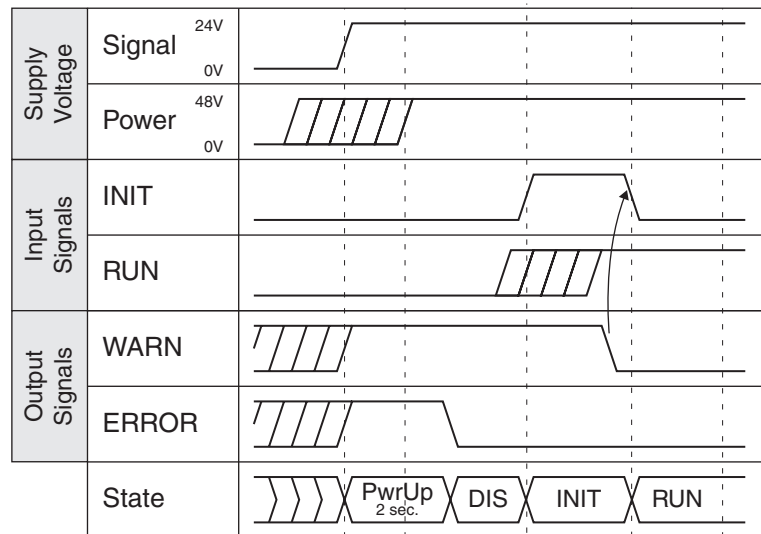 Supply
Voltage
Signal
24V
0V
Power
48V
0V
Input
Signals
INIT
RUN
Output
Signals
WARN
ERROR
State
PwrUp
2 sec.
DIS
INIT
RUN